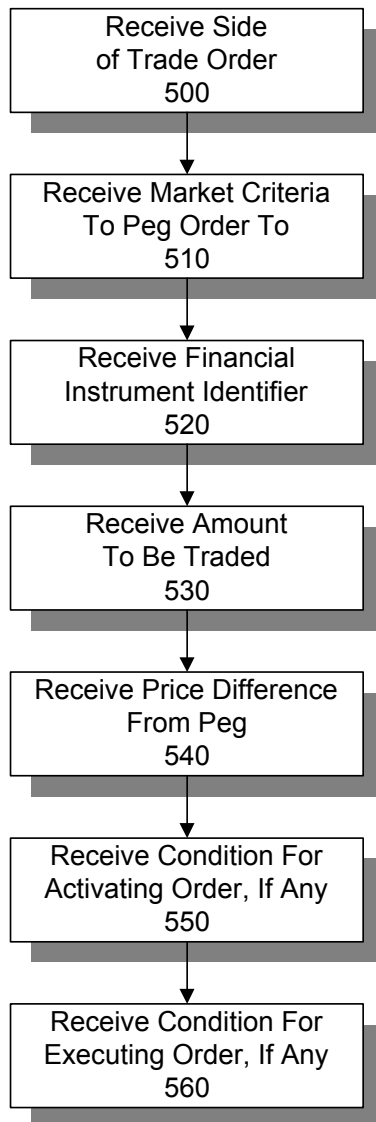 Receive Side
of Trade Order
500
Receive Market Criteria
To Peg Order To
510
Receive Financial
Instrument Identifier
520
Receive Amount
To Be Traded
530
Receive Price Difference
From Peg
540
Receive Condition For
Activating Order, If Any
550
Receive Condition For
Executing Order, If Any
560